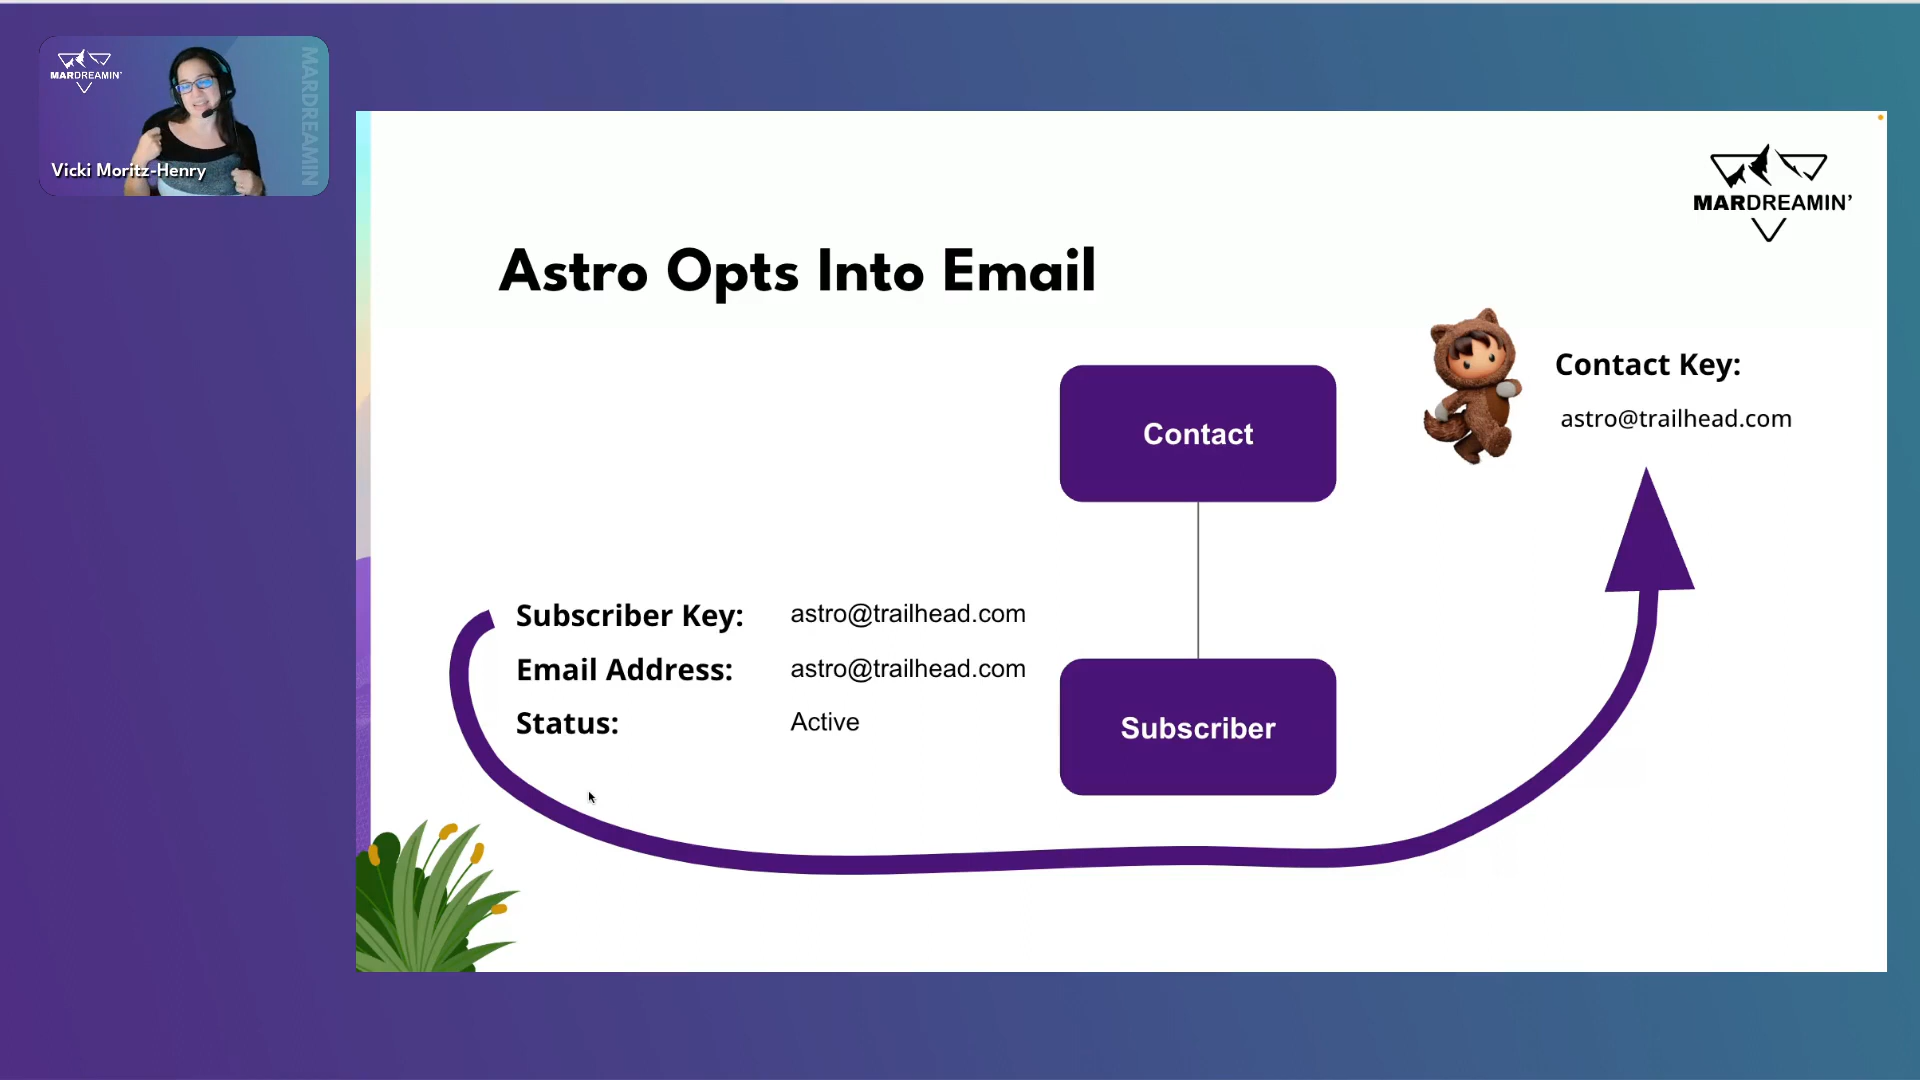 MARDREAMIN'
MARDREAMIN
Vicki Moritz-Henry
MARDREAMIN'
Astro Opts Into Email
Contact
Contact Key:
astro@trailhead.com
Subscriber Key: astro@trailhead.com
Email Address: astro@trailhead.com
Status: Active
Subscriber